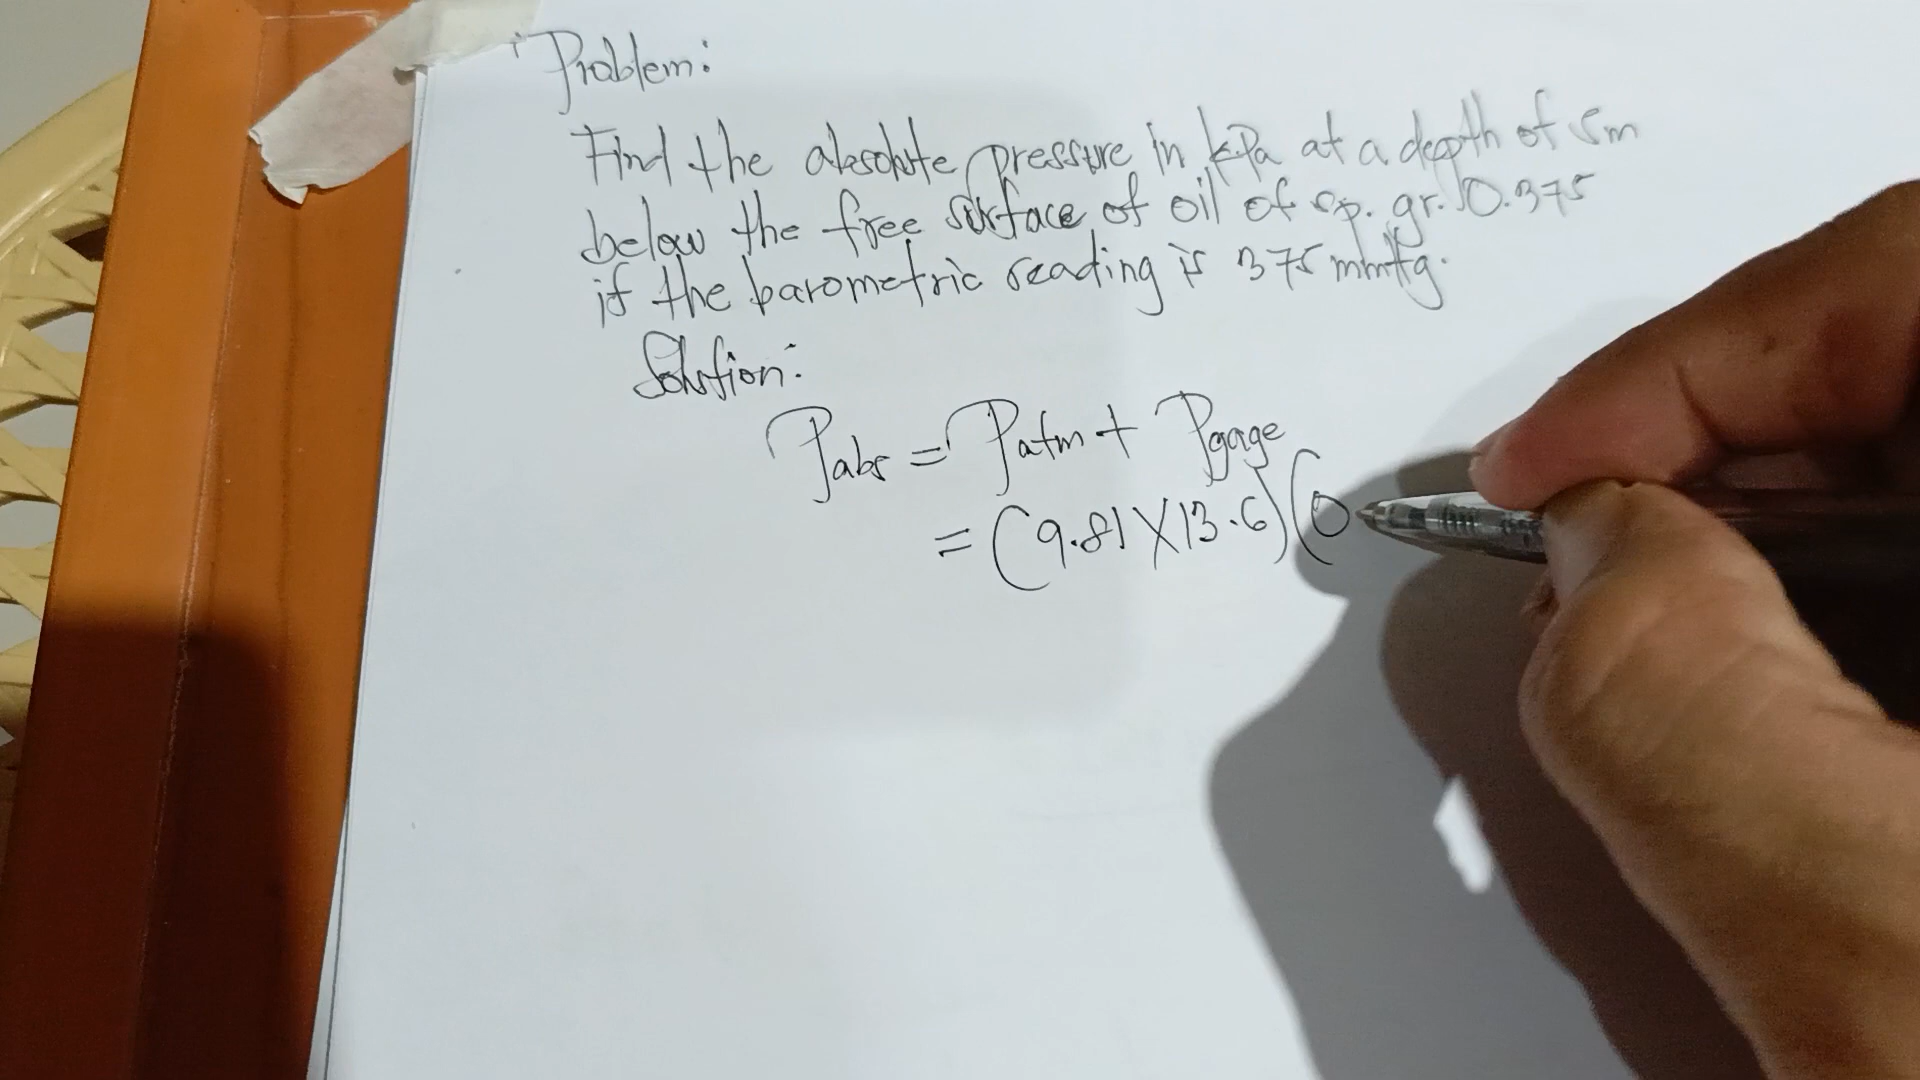 Problem:
Find the absolute pressure in kPa at a depth of 5m
below the free surface of oil of sp. gr. 0.375
if the barometric reading is 375 mmHg.
Solution:
Pabs = Patm + Pgage
= (9.81 X 13.6)(0